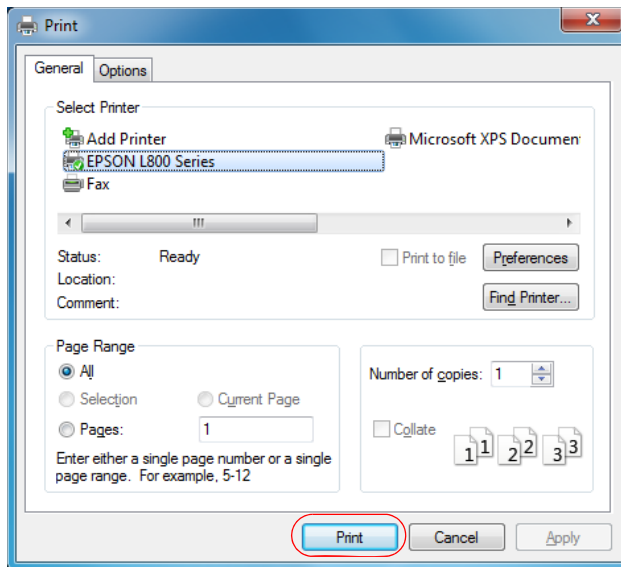 Print
General Options
Select Printer
Add Printer
Microsoft XPS Documen
EPSON L800 Series
Fax
Status: Ready
Print to file Preferences
Location:
Comment:
Find Printer...
Page Range
All
Selection Current Page
Pages: 1
Enter either a single page number or a single
page range. For example, 5-12
Number of copies: 1
Collate
1 1 2 2 3 3
Print Cancel Apply